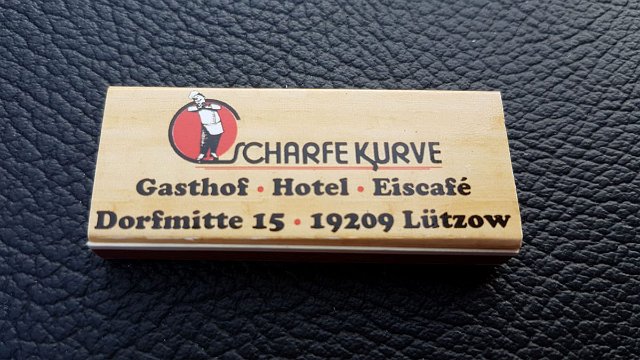 SCHARFE KURVE
Gasthof • Hotel • Eiscafé
Dorfmitte 15 • 19209 Lützow